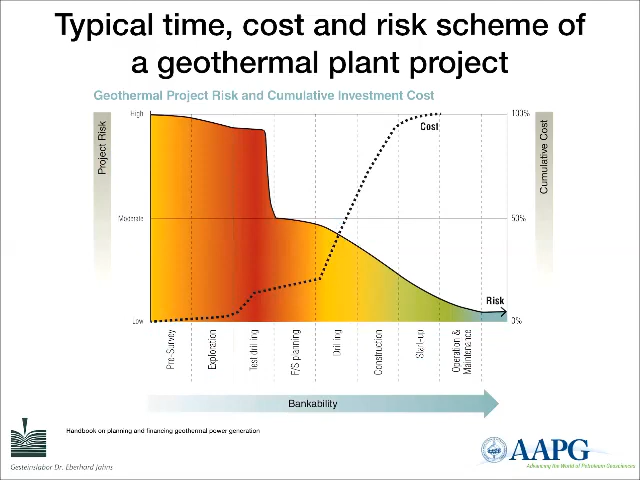 Typical time, cost and risk scheme of
a geothermal plant project
Geothermal Project Risk and Cumulative Investment Cost
High
Moderate
Low
Project Risk
Cost
Risk
100%
50%
0%
Cumulative Cost
Pre-Survey
Exploration
Test drilling
F/S planning
Drilling
Construction
Start-up
Operation &
Maintenance
Bankability
Handbook on planning and financing geothermal power generation
Gesteinslabor Dr. Eberhard Jahns
AAPG
Advancing the World of Petroleum Geosciences